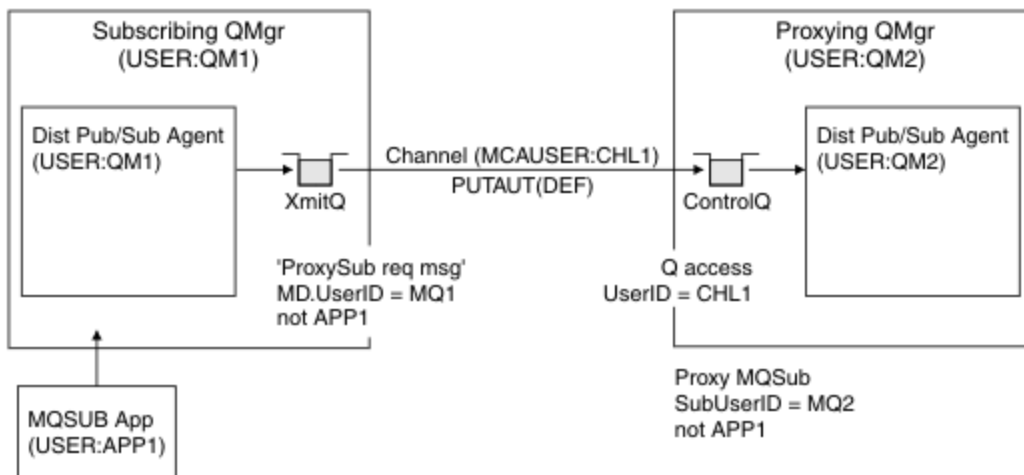 Subscribing QMgr
(USER:QM1)
Proxying QMgr
(USER:QM2)
Dist Pub/Sub Agent
(USER:QM1)
Channel (MCAUSER:CHL1)
PUTAUT(DEF)
XmitQ
ControlQ
Dist Pub/Sub Agent
(USER:QM2)
'ProxySub req msg'
MD.UserID = MQ1
not APP1
Q access
UserID = CHL1
MQSUB App
(USER:APP1)
Proxy MQSub
SubUserID = MQ2
not APP1